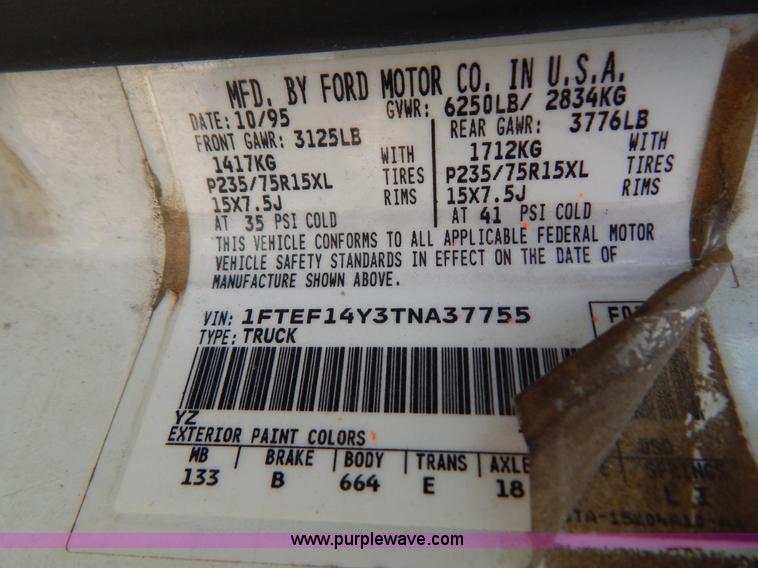 MFD. BY FORD MOTOR CO. IN U.S.A.
DATE: 10/95 GVWR: 6250LB/ 2834KG
FRONT GAWR: 3125LB REAR GAWR: 3776LB
1417KG WITH 1712KG WITH
P235/75R15XL TIRES P235/75R15XL TIRES
15X7.5J RIMS 15X7.5J RIMS
AT 35 PSI COLD AT 41 PSI COLD
THIS VEHICLE CONFORMS TO ALL APPLICABLE FEDERAL MOTOR
VEHICLE SAFETY STANDARDS IN EFFECT ON THE DATE OF
MANUFACTURE SHOWN ABOVE.
VIN: 1FTEF14Y3TNA37755
TYPE: TRUCK
YZ
EXTERIOR PAINT COLORS DSO
WB BRAKE BODY TRANS AXLE SPRINGS
133 B 664 E 18 L I
www.purplewave.com